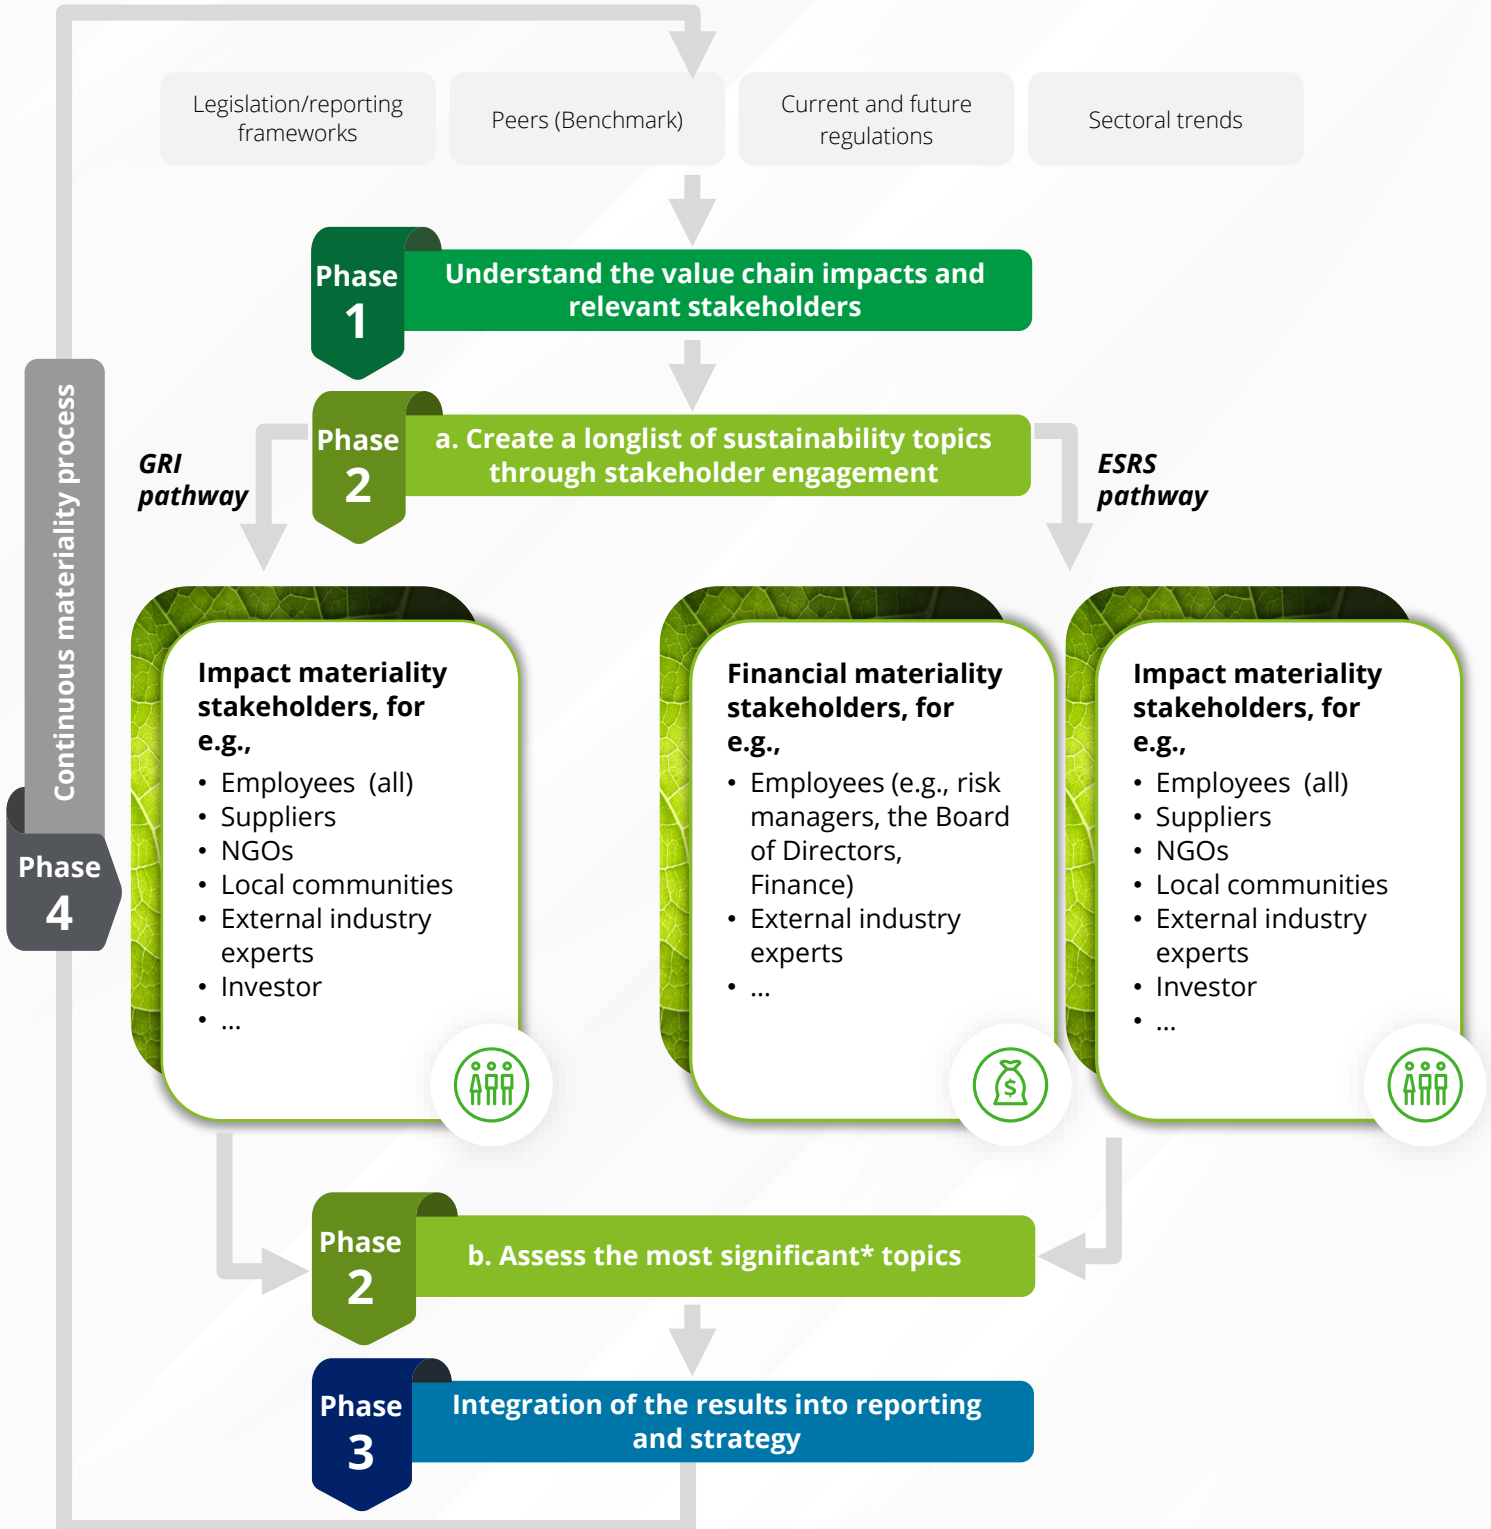 Legislation/reporting
frameworks
Peers (Benchmark)
Current and future
regulations
Sectoral trends
Phase
1
Understand the value chain impacts and
relevant stakeholders
Phase
2
a. Create a longlist of sustainability topics
through stakeholder engagement
GRI
pathway
ESRS
pathway
Continuous materiality process
Phase
4
Impact materiality
stakeholders, for
e.g.,
• Employees  (all)
• Suppliers
• NGOs
• Local communities
• External industry
experts
• Investor
• ...
Financial materiality
stakeholders, for
e.g.,
• Employees (e.g., risk
managers, the Board
of Directors,
Finance)
• External industry
experts
• ...
$
Impact materiality
stakeholders, for
e.g.,
• Employees  (all)
• Suppliers
• NGOs
• Local communities
• External industry
experts
• Investor
• ...
Phase
2
b. Assess the most significant* topics
Phase
3
Integration of the results into reporting
and strategy